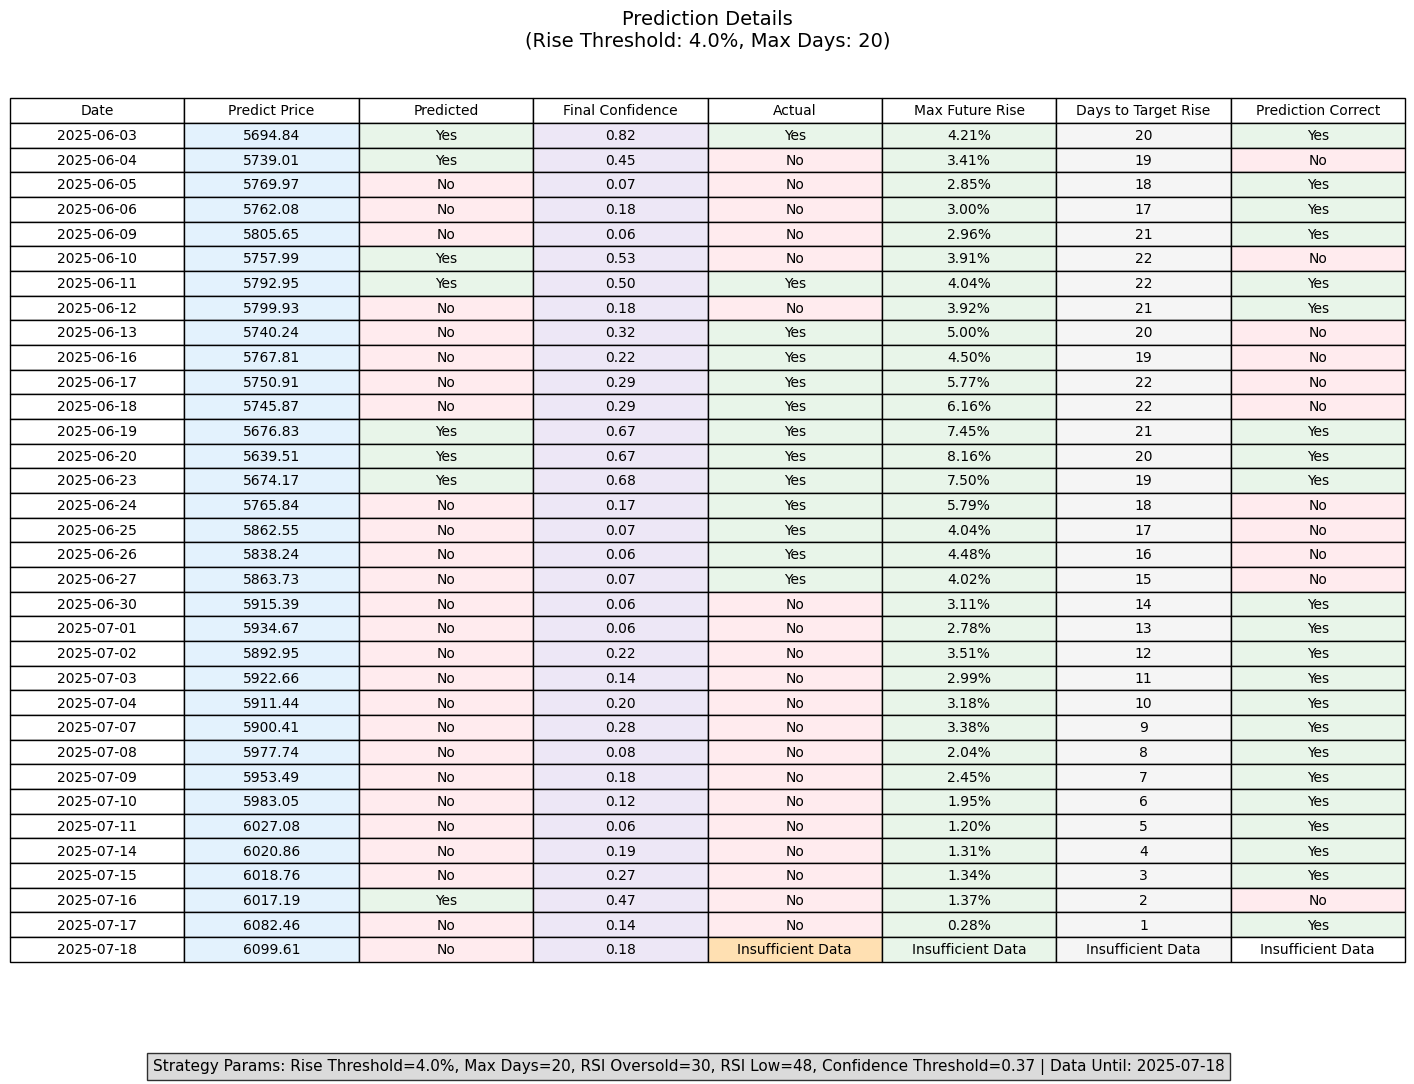 Prediction Details
(Rise Threshold: 4.0%, Max Days: 20)
Date Predict Price Predicted Final Confidence Actual Max Future Rise Days to Target Rise Prediction Correct
2025-06-03 5694.84 Yes 0.82 Yes 4.21% 20 Yes
2025-06-04 5739.01 Yes 0.45 No 3.41% 19 No
2025-06-05 5769.97 No 0.07 No 2.85% 18 Yes
2025-06-06 5762.08 No 0.18 No 3.00% 17 Yes
2025-06-09 5805.65 No 0.06 No 2.96% 21 Yes
2025-06-10 5757.99 Yes 0.53 No 3.91% 22 No
2025-06-11 5792.95 Yes 0.50 Yes 4.04% 22 Yes
2025-06-12 5799.93 No 0.18 No 3.92% 21 Yes
2025-06-13 5740.24 No 0.32 Yes 5.00% 20 No
2025-06-16 5767.81 No 0.22 Yes 4.50% 19 No
2025-06-17 5750.91 No 0.29 Yes 5.77% 22 No
2025-06-18 5745.87 No 0.29 Yes 6.16% 22 No
2025-06-19 5676.83 Yes 0.67 Yes 7.45% 21 Yes
2025-06-20 5639.51 Yes 0.67 Yes 8.16% 20 Yes
2025-06-23 5674.17 Yes 0.68 Yes 7.50% 19 Yes
2025-06-24 5765.84 No 0.17 Yes 5.79% 18 No
2025-06-25 5862.55 No 0.07 Yes 4.04% 17 No
2025-06-26 5838.24 No 0.06 Yes 4.48% 16 No
2025-06-27 5863.73 No 0.07 Yes 4.02% 15 No
2025-06-30 5915.39 No 0.06 No 3.11% 14 Yes
2025-07-01 5934.67 No 0.06 No 2.78% 13 Yes
2025-07-02 5892.95 No 0.22 No 3.51% 12 Yes
2025-07-03 5922.66 No 0.14 No 2.99% 11 Yes
2025-07-04 5911.44 No 0.20 No 3.18% 10 Yes
2025-07-07 5900.41 No 0.28 No 3.38% 9 Yes
2025-07-08 5977.74 No 0.08 No 2.04% 8 Yes
2025-07-09 5953.49 No 0.18 No 2.45% 7 Yes
2025-07-10 5983.05 No 0.12 No 1.95% 6 Yes
2025-07-11 6027.08 No 0.06 No 1.20% 5 Yes
2025-07-14 6020.86 No 0.19 No 1.31% 4 Yes
2025-07-15 6018.76 No 0.27 No 1.34% 3 Yes
2025-07-16 6017.19 Yes 0.47 No 1.37% 2 No
2025-07-17 6082.46 No 0.14 No 0.28% 1 Yes
2025-07-18 6099.61 No 0.18 Insufficient Data Insufficient Data Insufficient Data Insufficient Data
Strategy Params: Rise Threshold=4.0%, Max Days=20, RSI Oversold=30, RSI Low=48, Confidence Threshold=0.37 | Data Until: 2025-07-18